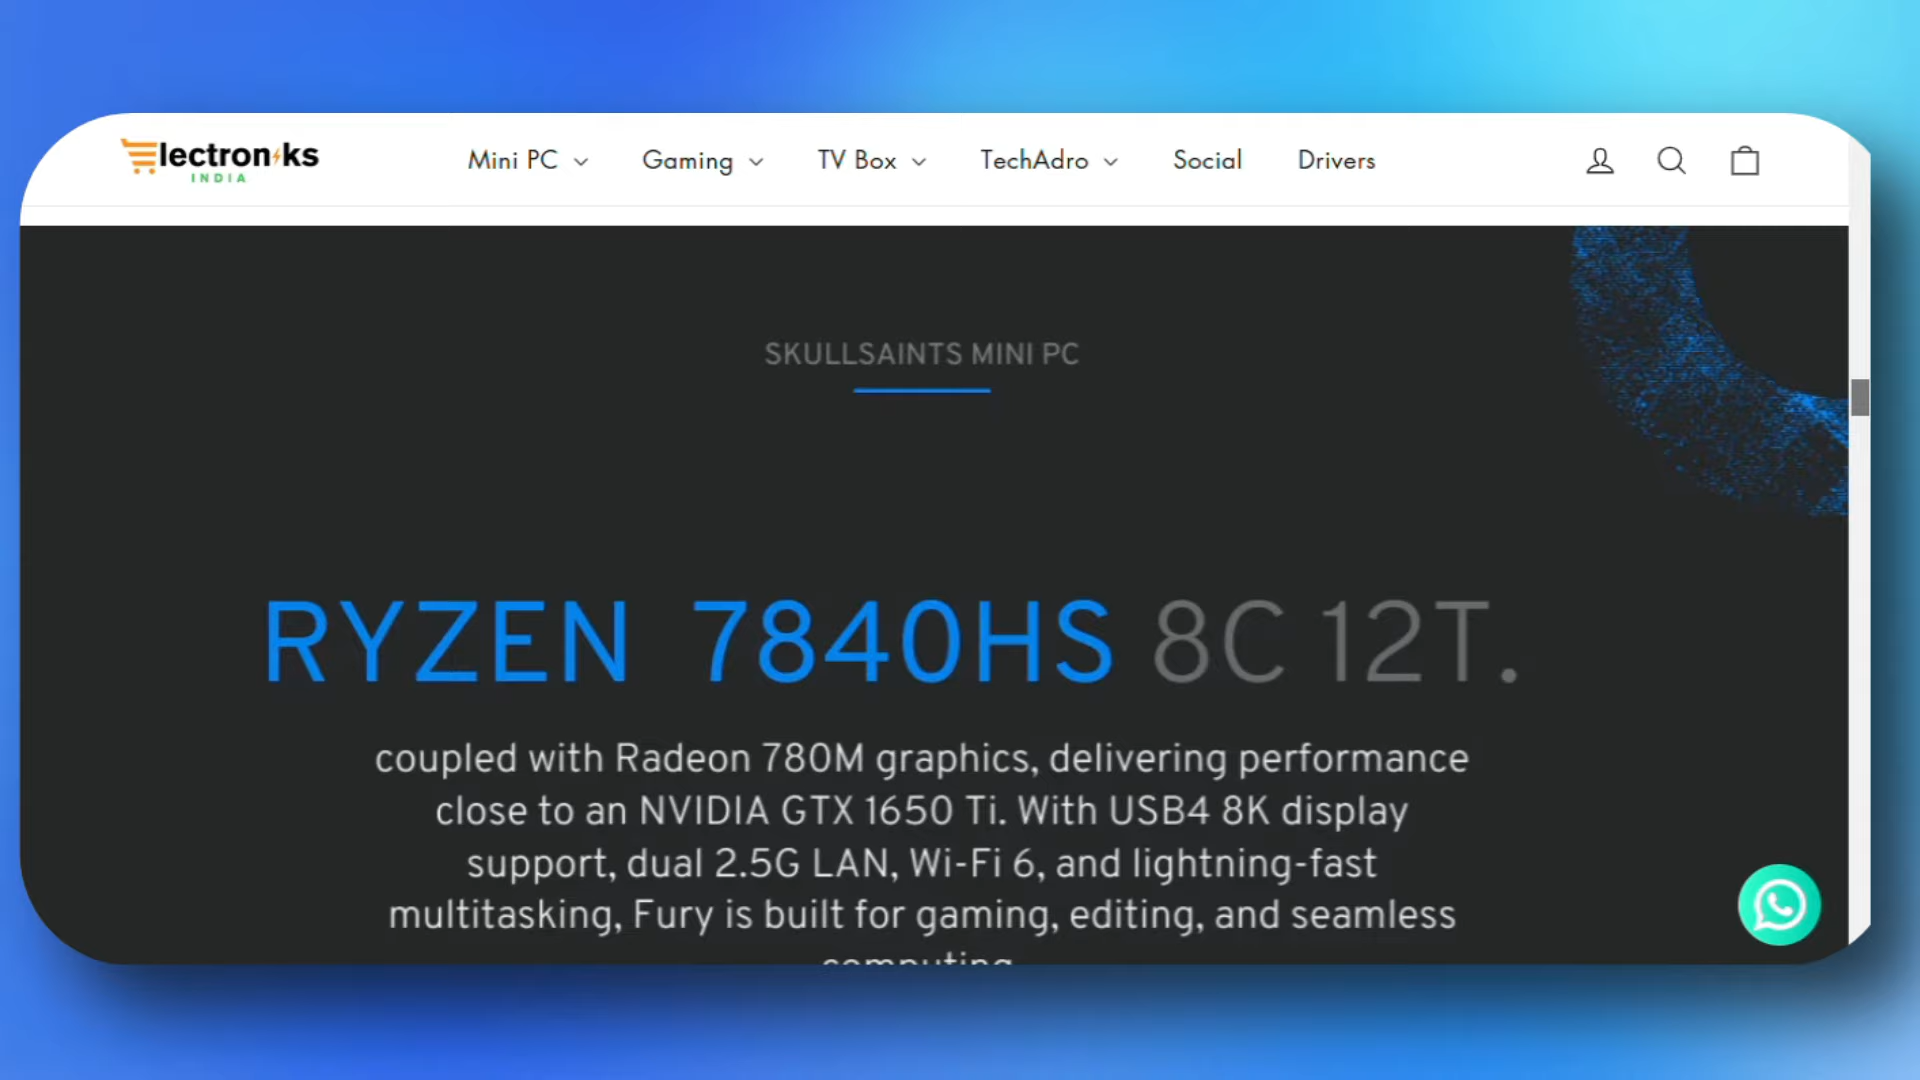 lectroniks
INDIA
Mini PC Gaming TV Box TechAdro Social Drivers
SKULLSAINTS MINI PC
RYZEN 7840HS 8C 12T.
coupled with Radeon 780M graphics, delivering performance
close to an NVIDIA GTX 1650 Ti. With USB4 8K display
support, dual 2.5G LAN, Wi-Fi 6, and lightning-fast
multitasking, Fury is built for gaming, editing, and seamless
computing